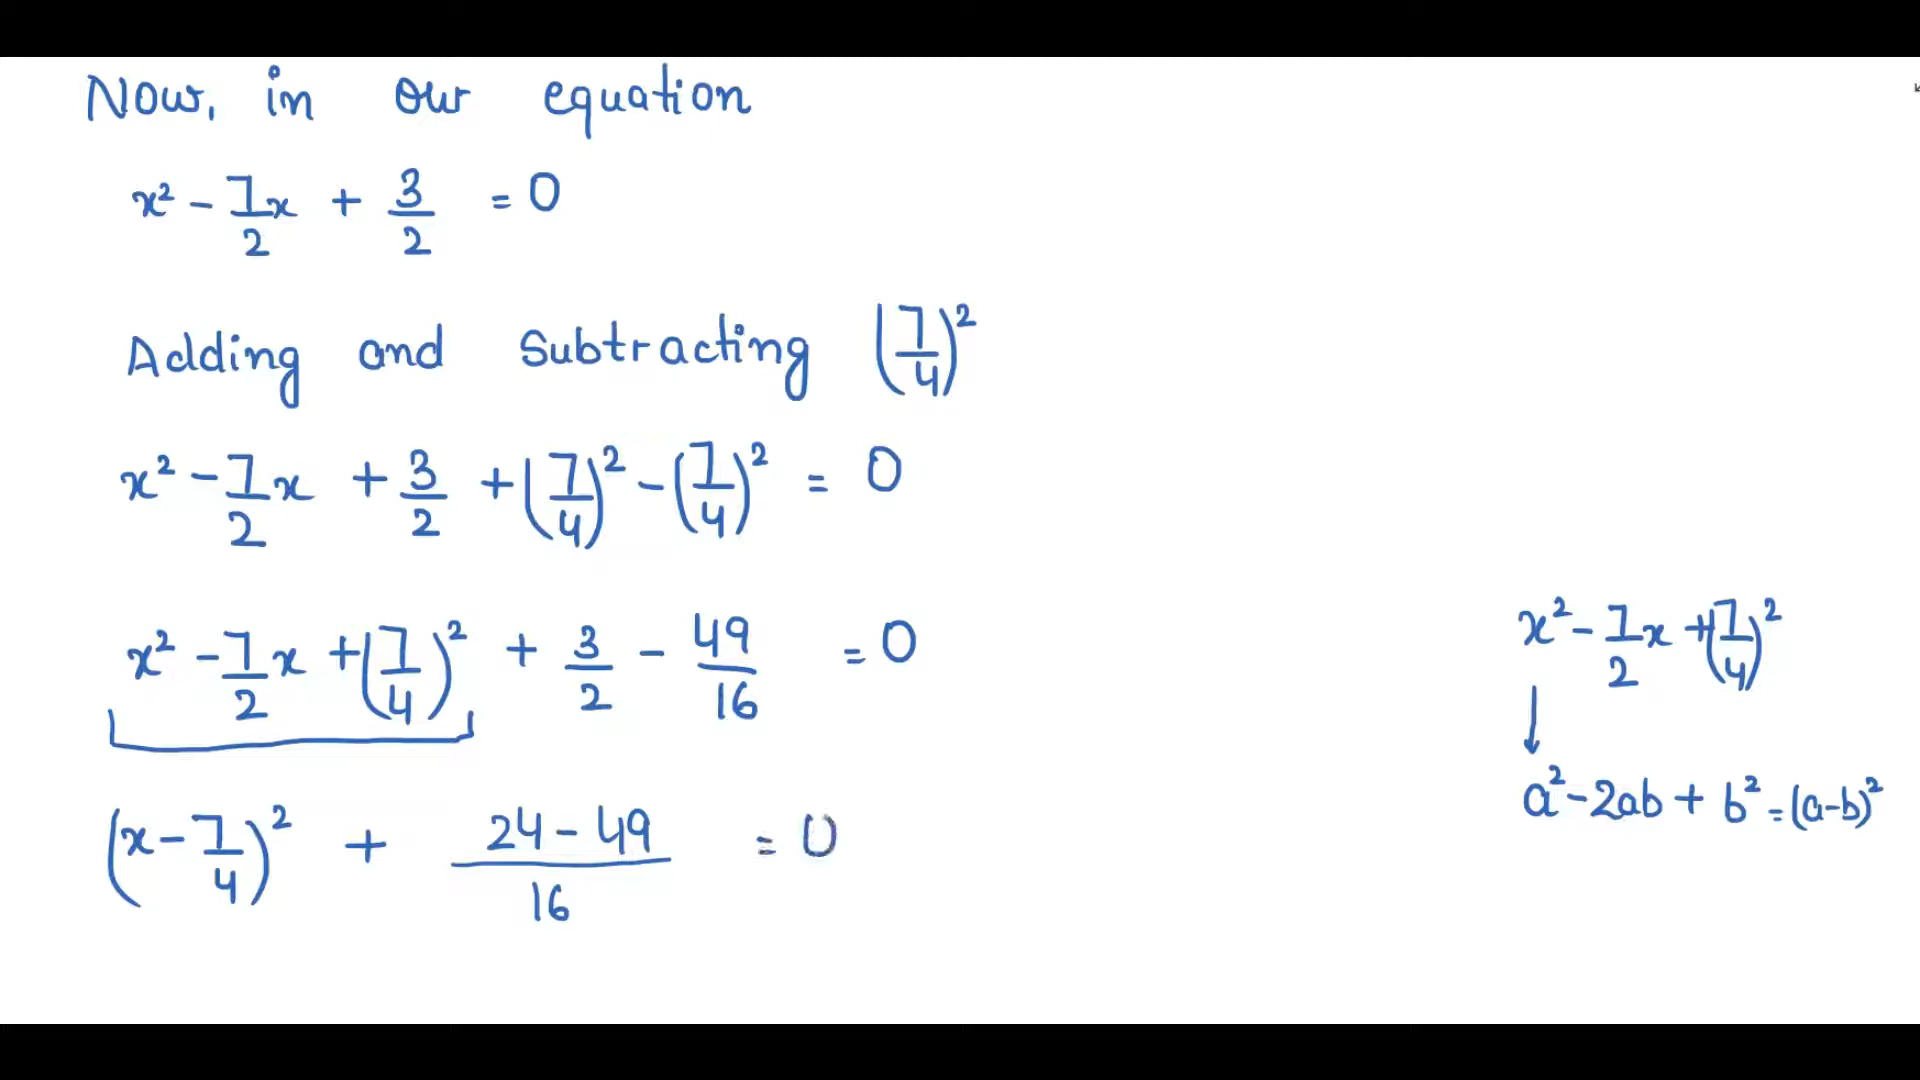 Now, in our equation
x² - 7/2 x + 3/2 = 0
Adding and Subtracting (7/4)²
x² - 7/2 x + 3/2 + (7/4)² - (7/4)² = 0
x² - 7/2 x + (7/4)² + 3/2 - 49/16 = 0
(x - 7/4)² + (24 - 49)/16 = 0
x² - 7/2 x + (7/4)²
↓
a² - 2ab + b² = (a-b)²